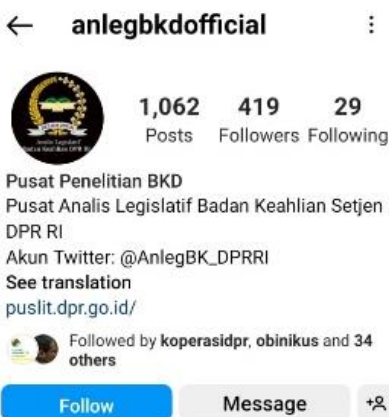 anlegbkdofficial
1,062 419 29
Posts Followers Following
Pusat Penelitian BKD
Pusat Analis Legislatif Badan Keahlian Setjen
DPR RI
Akun Twitter: @AnlegBK_DPRRI
See translation
puslit.dpr.go.id/
Followed by koperasidpr, obinikus and 34
others
Follow Message